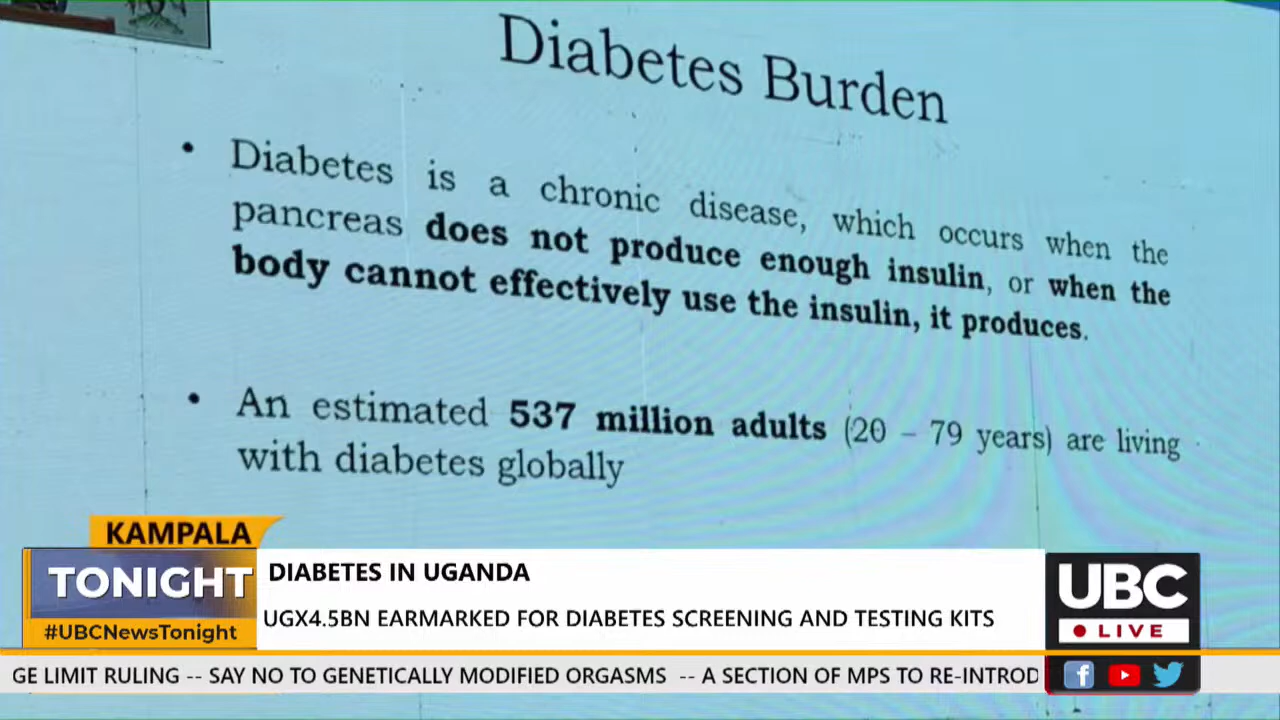 Diabetes Burden
• Diabetes is a chronic disease, which occurs when the
pancreas does not produce enough insulin, or when the
body cannot effectively use the insulin, it produces.
• An estimated 537 million adults (20 – 79 years) are living
with diabetes globally
KAMPALA
TONIGHT
#UBCNewsTonight
DIABETES IN UGANDA
UGX4.5BN EARMARKED FOR DIABETES SCREENING AND TESTING KITS
UBC
LIVE
GE LIMIT RULING -- SAY NO TO GENETICALLY MODIFIED ORGASMS -- A SECTION OF MPS TO RE-INTROD